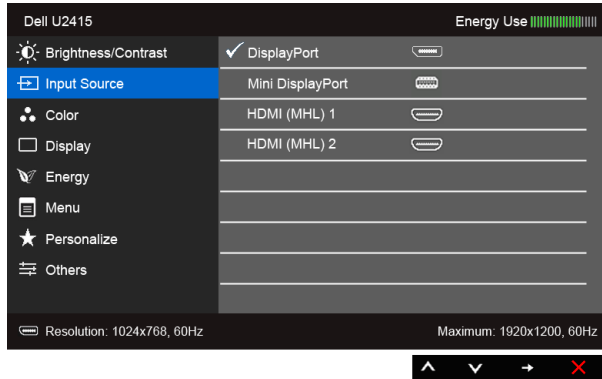 Dell U2415
Energy Use
Brightness/Contrast
DisplayPort
Input Source
Mini DisplayPort
Color
HDMI (MHL) 1
Display
HDMI (MHL) 2
Energy
Menu
Personalize
Others
Resolution: 1024x768, 60Hz
Maximum: 1920x1200, 60Hz